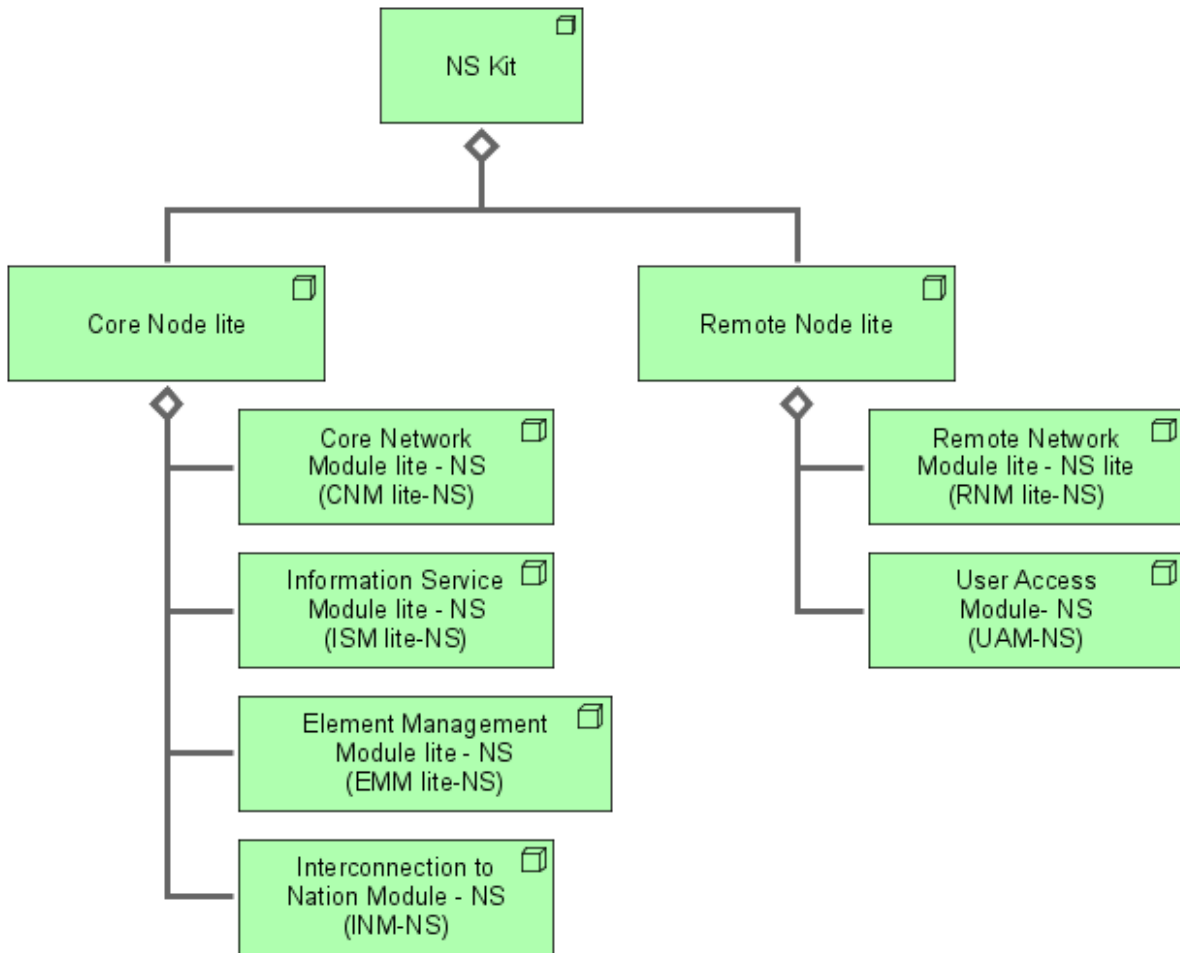 NS Kit
Core Node lite
Remote Node lite
Core Network
Module lite - NS
(CNM lite-NS)
Information Service
Module lite - NS
(ISM lite-NS)
Element Management
Module lite - NS
(EMM lite-NS)
Interconnection to
Nation Module - NS
(INM-NS)
Remote Network
Module lite - NS lite
(RNM lite-NS)
User Access
Module- NS
(UAM-NS)